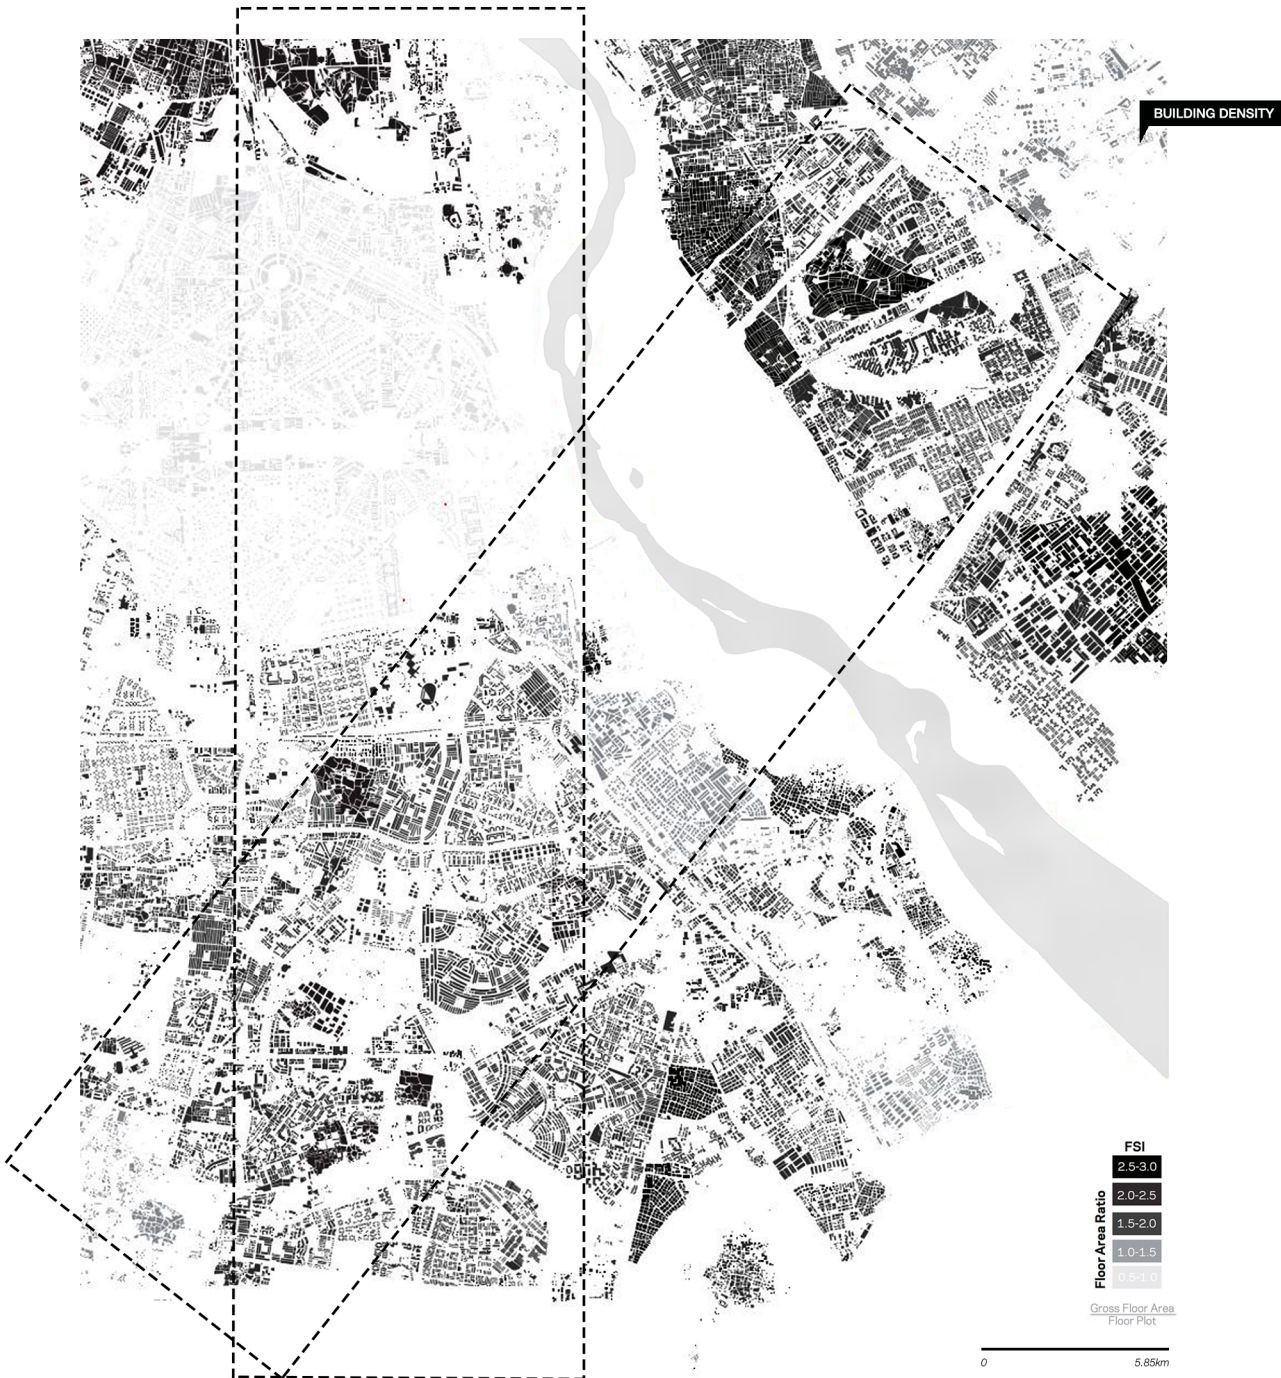 BUILDING DENSITY
FSI
2.5-3.0
2.0-2.5
1.5-2.0
1.0-1.5
0.5-1.0
Floor Area Ratio
Gross Floor Area
Floor Plot
0 5.85km